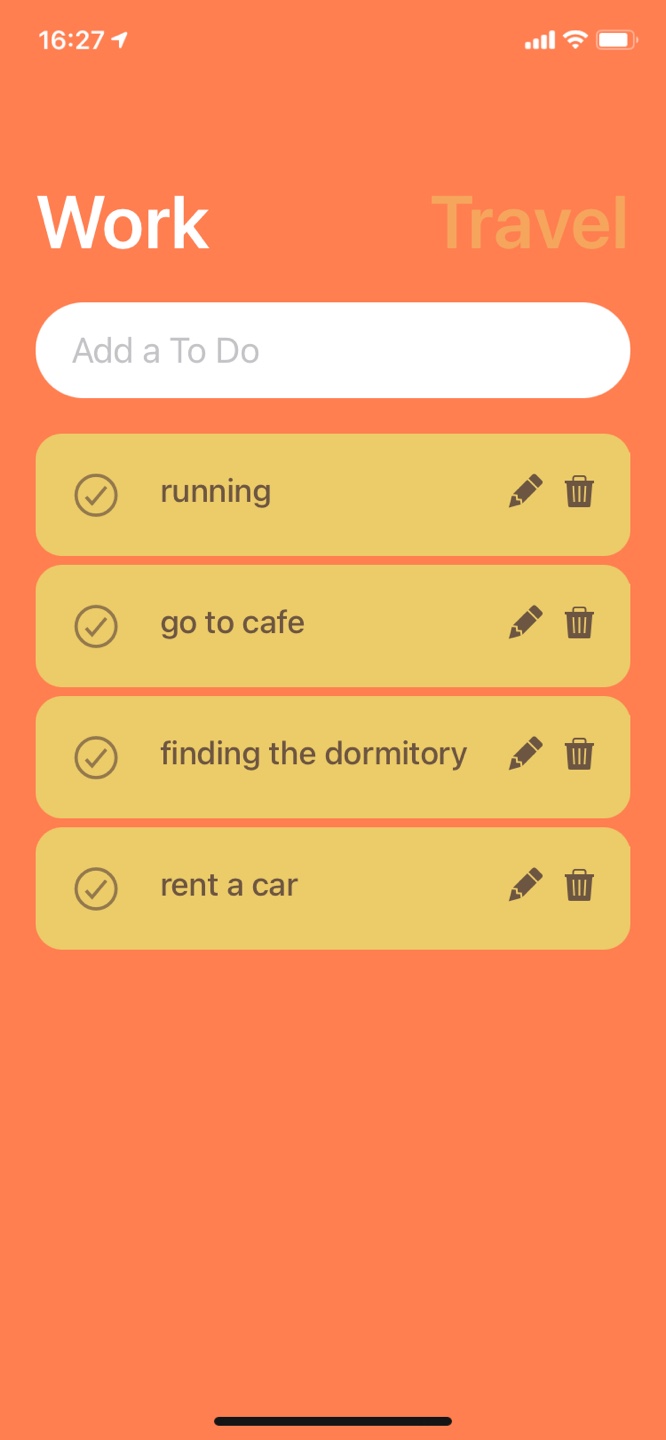 16:27
Work Travel
Add a To Do
running
go to cafe
finding the dormitory
rent a car